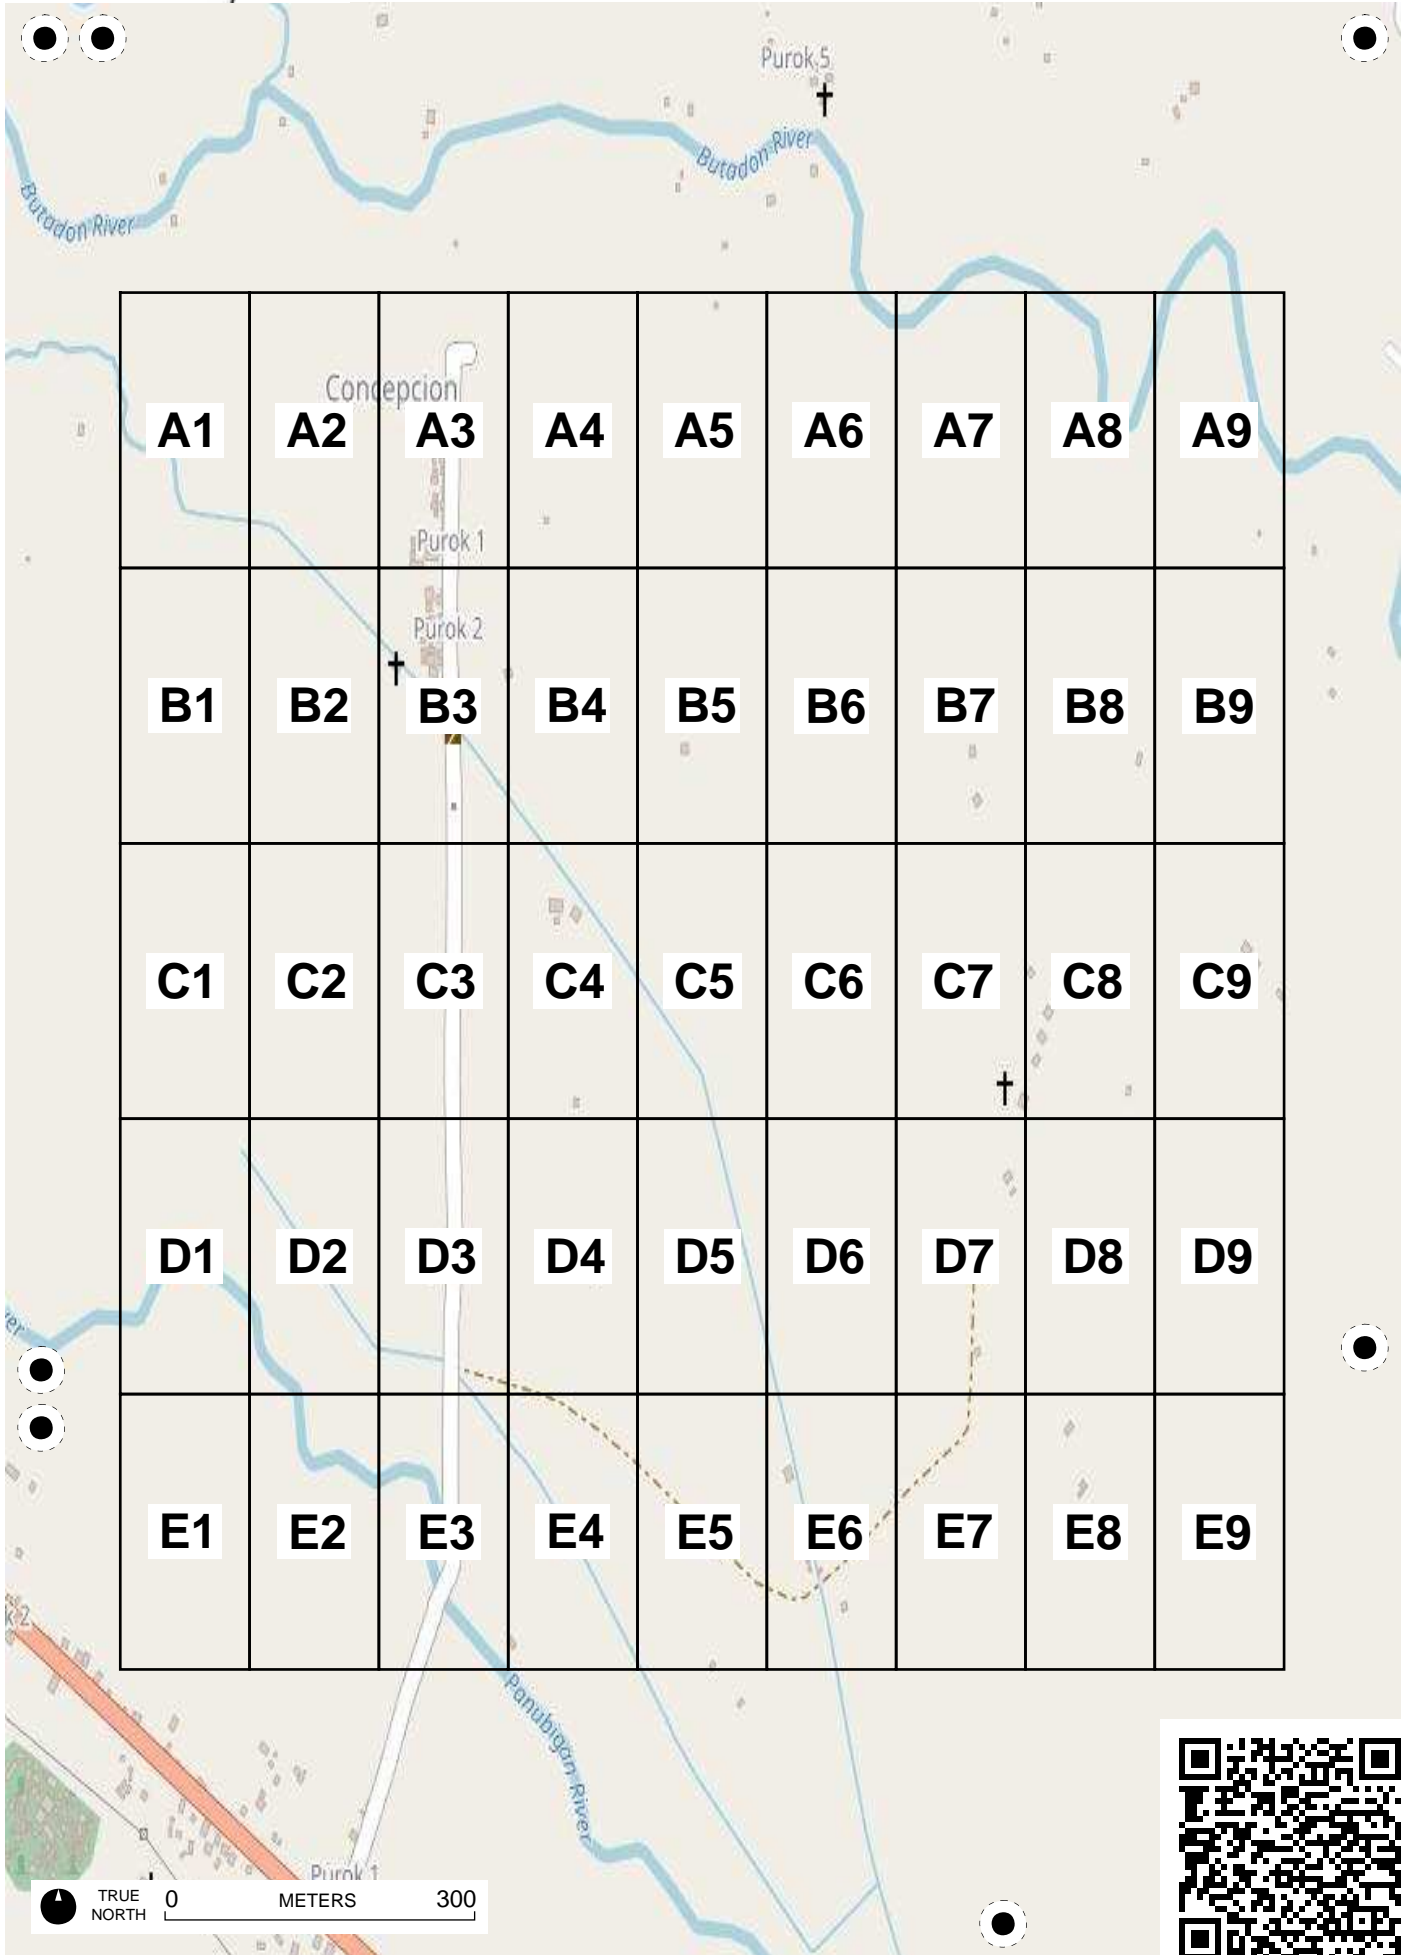 Purok 5
Butadon River
Butadon River
Concepcion
A1 A2 A3 A4 A5 A6 A7 A8 A9
Purok 1
Purok 2
B1 B2 B3 B4 B5 B6 B7 B8 B9
C1 C2 C3 C4 C5 C6 C7 C8 C9
D1 D2 D3 D4 D5 D6 D7 D8 D9
ver
E1 E2 E3 E4 E5 E6 E7 E8 E9
k 2
Panubigan River
Purok 1
TRUE
NORTH
0 METERS 300